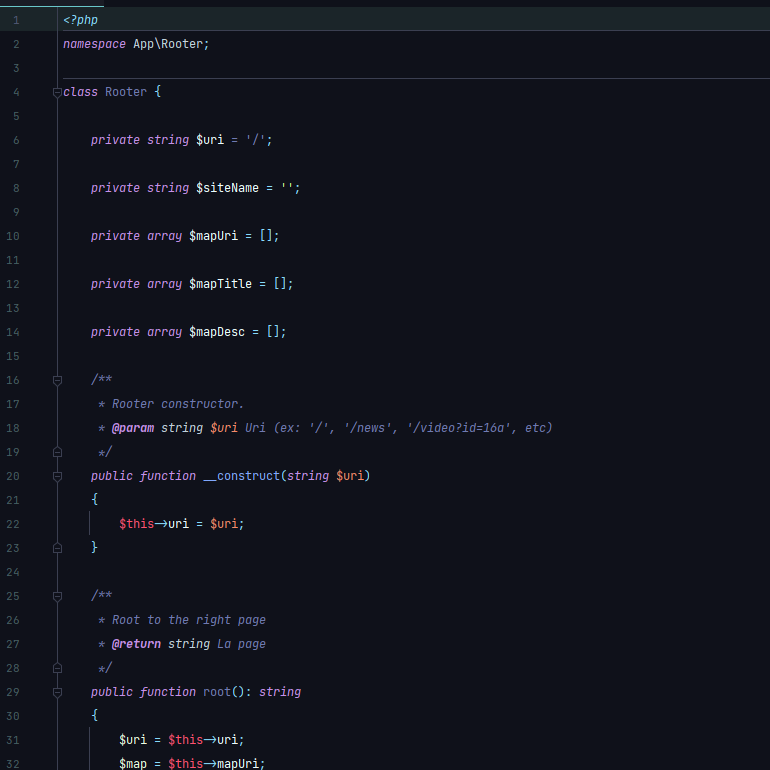 1 <?php
2 namespace App\Rooter;
3
4 class Rooter {
5
6 private string $uri = '/';
7
8 private string $siteName = '';
9
10 private array $mapUri = [];
11
12 private array $mapTitle = [];
13
14 private array $mapDesc = [];
15
16 /**
17 * Rooter constructor.
18 * @param string $uri Uri (ex: '/', '/news', '/video?id=16a', etc)
19 */
20 public function __construct(string $uri)
21 {
22 $this->uri = $uri;
23 }
24
25 /**
26 * Root to the right page
27 * @return string La page
28 */
29 public function root(): string
30 {
31 $uri = $this->uri;
32 $map = $this->mapUri;